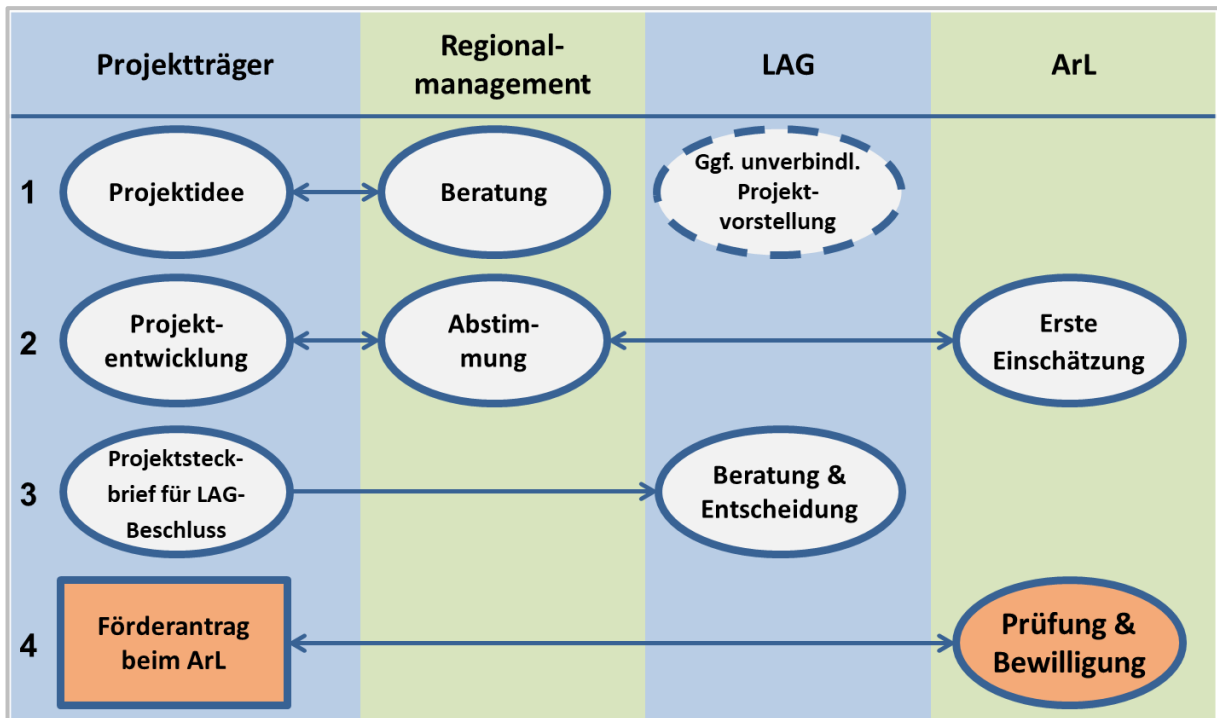 Projektträger
Regional-
management
LAG
ArL
1
Projektidee
Beratung
Ggf. unverbindl.
Projekt-
vorstellung
2
Projekt-
entwicklung
Abstim-
mung
Erste
Einschätzung
3
Projektsteck-
brief für LAG-
Beschluss
Beratung &
Entscheidung
4
Förderantrag
beim ArL
Prüfung &
Bewilligung